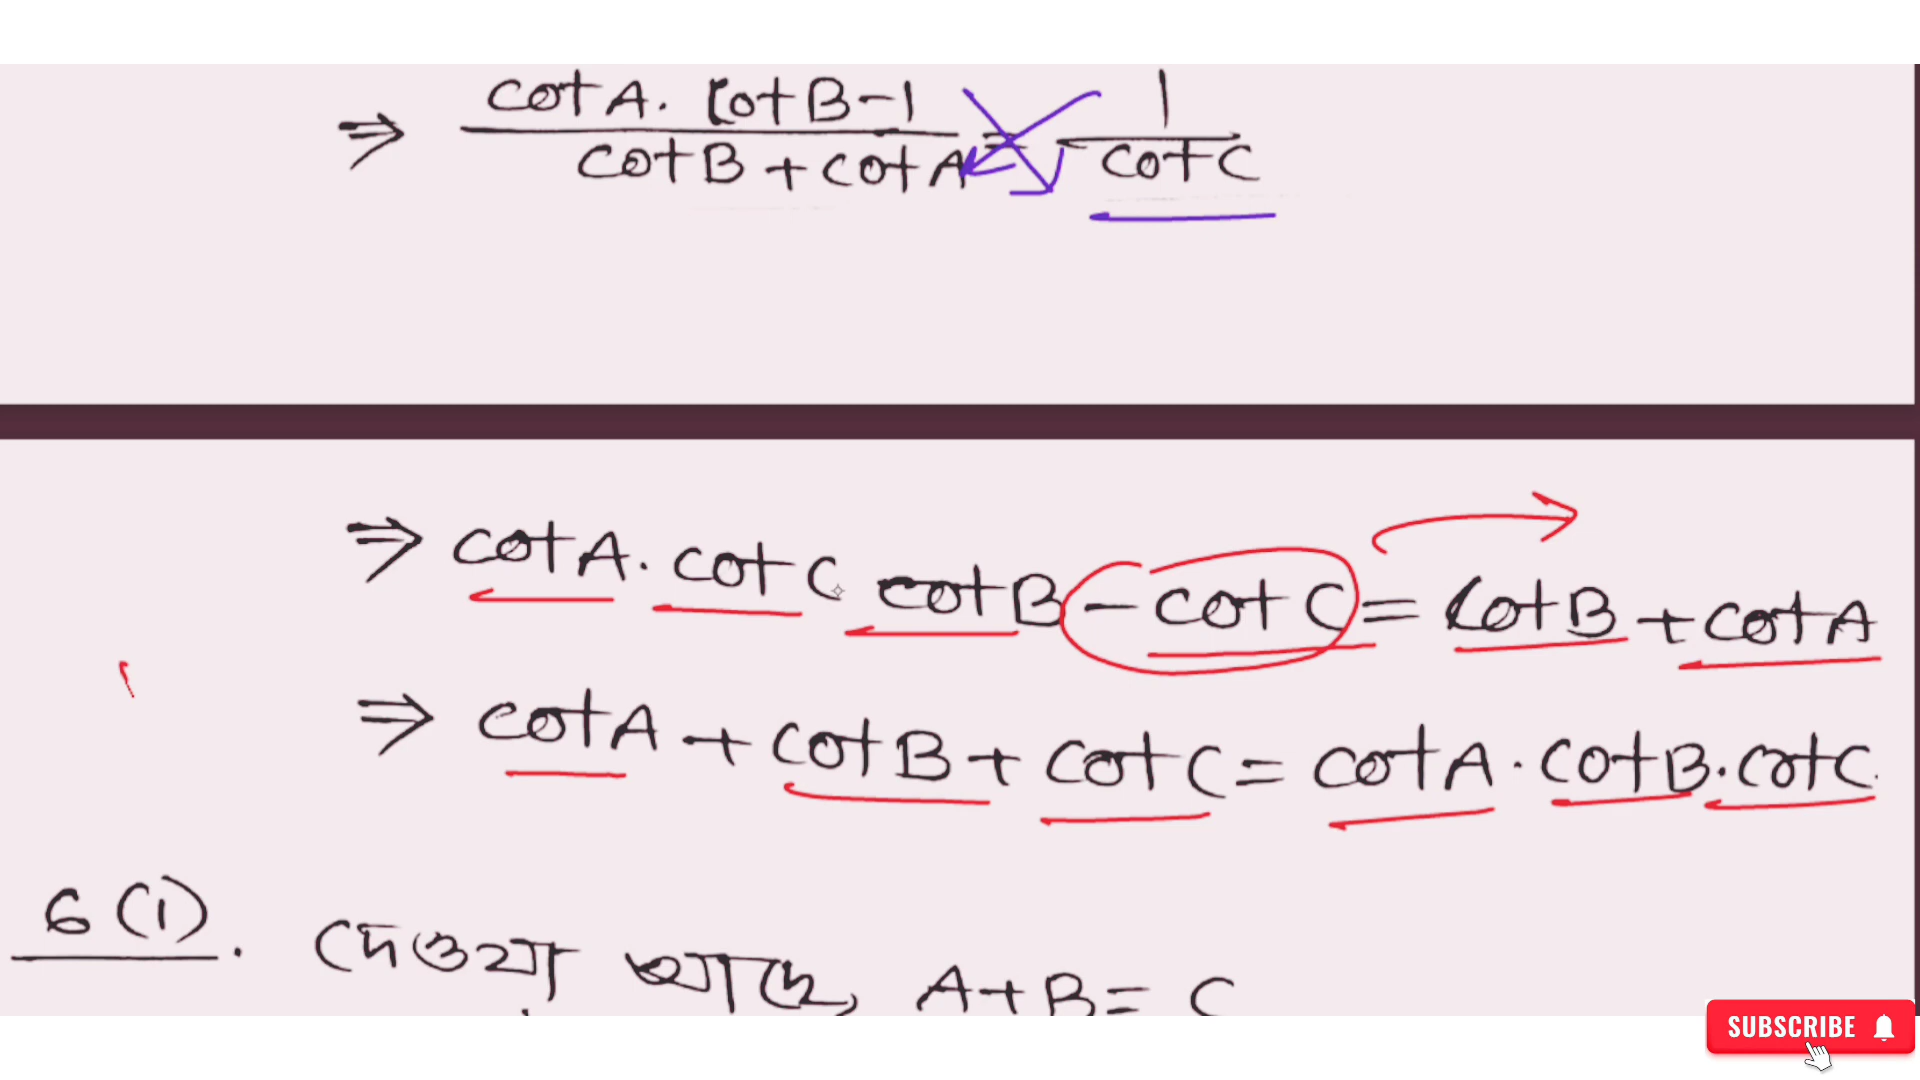 ⇒ cotA. cotB-1 / cotB + cotA = 1 / cotC
⇒ cotA. cotC cotB - cotC = cotB + cotA
⇒ cotA + cotB + cotC = cotA. cotB. cotC.
6 (i). দেওয়া আছে, A+B= C
SUBSCRIBE